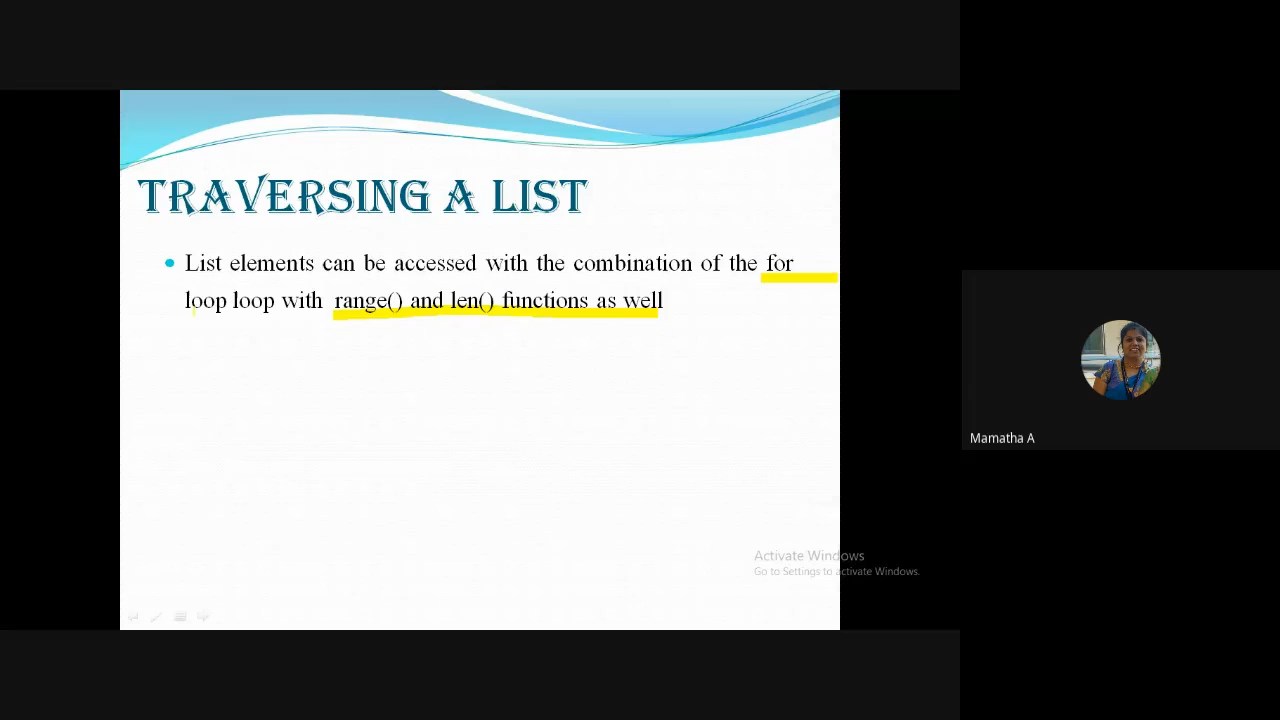 TRAVERSING A LIST
List elements can be accessed with the combination of the for
loop loop with range() and len() functions as well
Mamatha A
Activate Windows
Go to Settings to activate Windows.